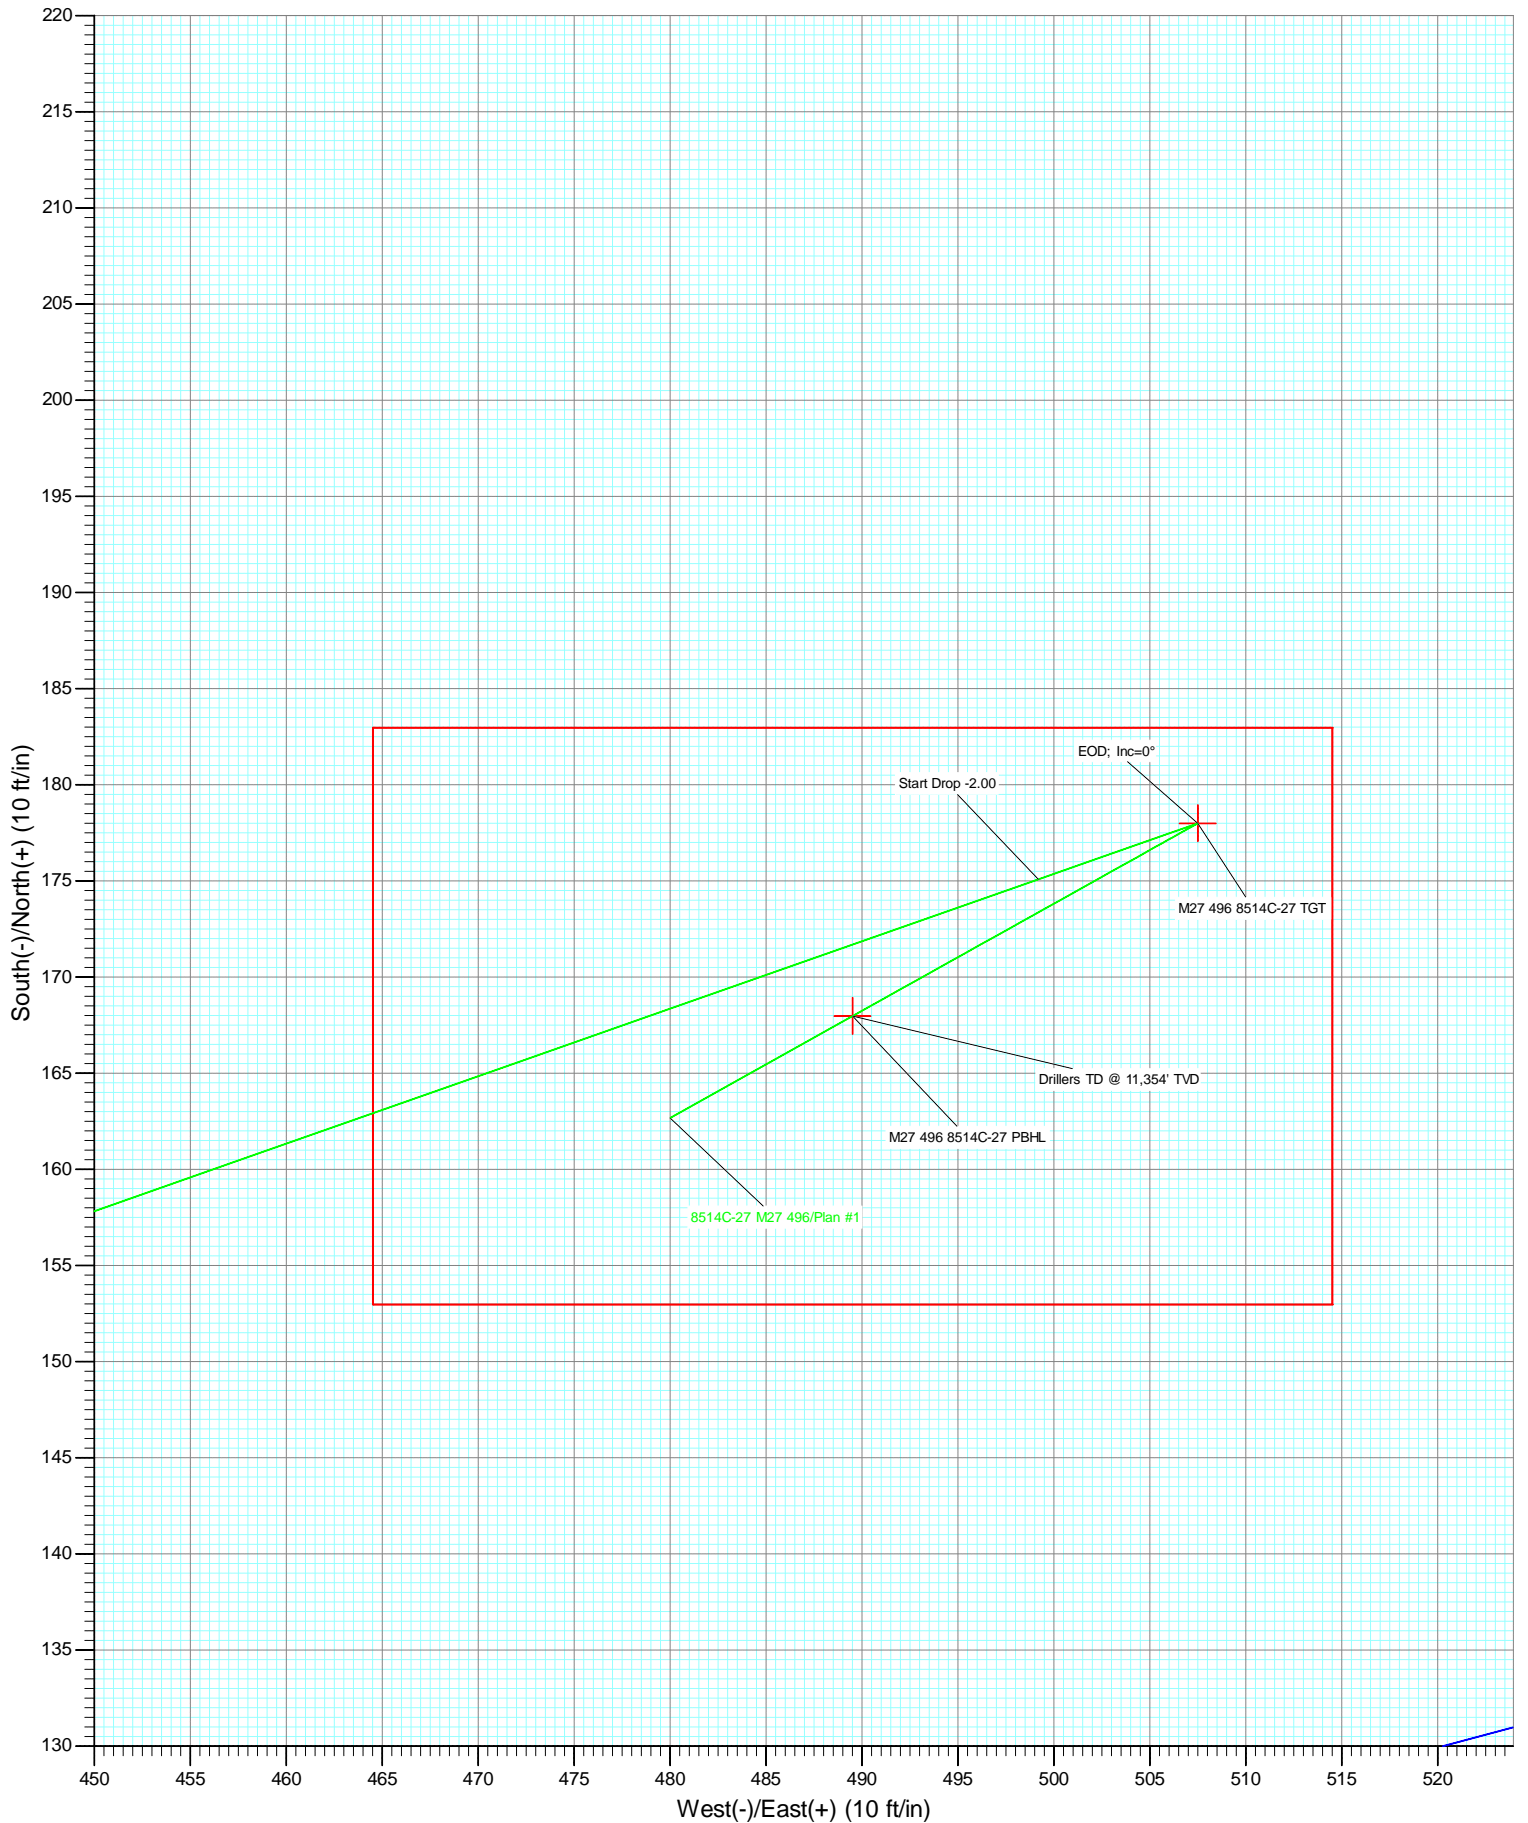 220
215
210
205
200
195
190
185
180
175
170
165
160
155
150
145
140
135
130
South(-)/North(+) (10 ft/in)
EOD; Inc=0°
Start Drop -2.00
M27 496 8514C-27 TGT
Drillers TD @ 11,354' TVD
M27 496 8514C-27 PBHL
8514C-27 M27 496/Plan #1
450 455 460 465 470 475 480 485 490 495 500 505 510 515 520
West(-)/East(+) (10 ft/in)